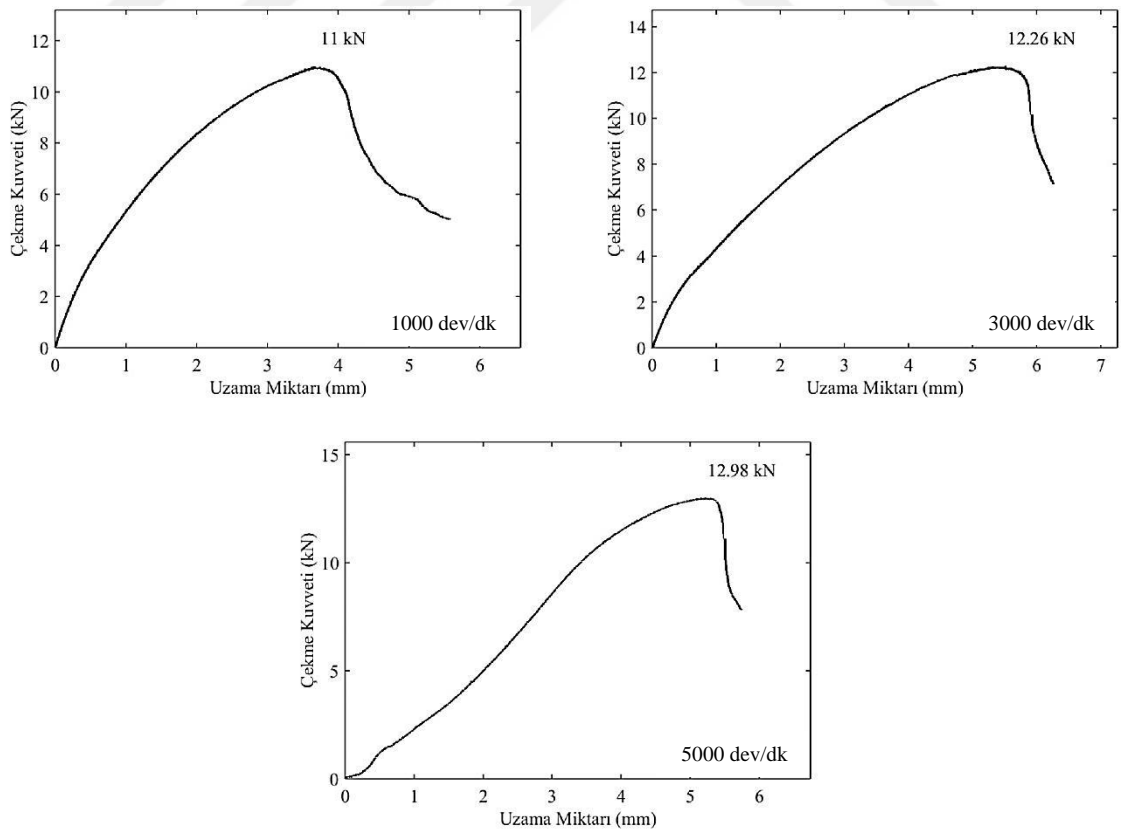 11 kN
12
10
8
6
4
2
0
Çekme Kuvveti (kN)
1000 dev/dk
0 1 2 3 4 5 6
Uzama Miktarı (mm)
12.26 kN
14
12
10
8
6
4
2
0
Çekme Kuvveti (kN)
3000 dev/dk
0 1 2 3 4 5 6 7
Uzama Miktarı (mm)
12.98 kN
15
10
5
0
Çekme Kuvveti (kN)
5000 dev/dk
0 1 2 3 4 5 6
Uzama Miktarı (mm)